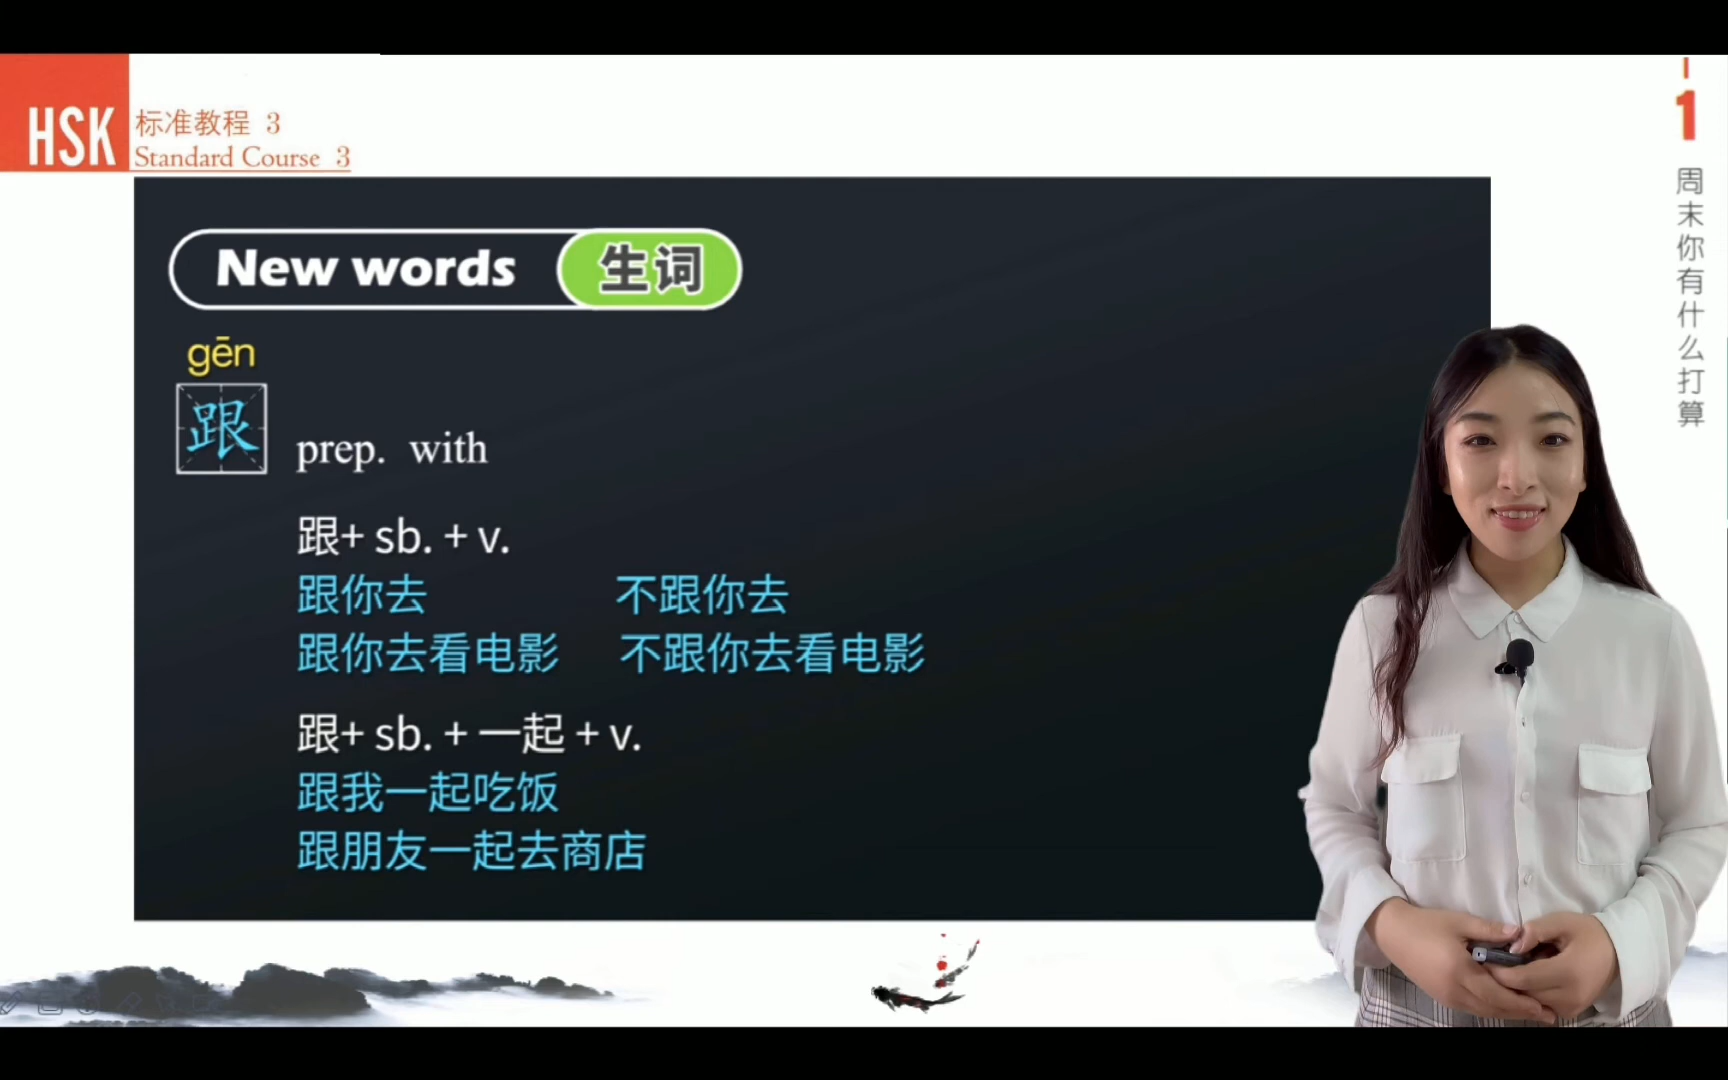 HSK
标准教程 3
Standard Course 3
1
周末你有什么打算
New words 生词
gēn
跟
prep. with
跟+ sb. + v.
跟你去 不跟你去
跟你去看电影 不跟你去看电影
跟+ sb. + 一起 + v.
跟我一起吃饭
跟朋友一起去商店